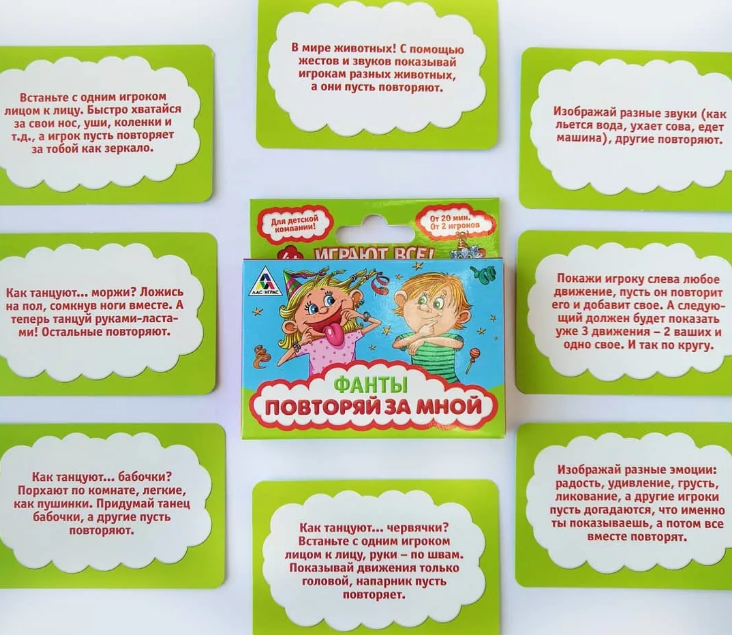 Встаньте с одним игроком
лицом к лицу. Быстро хватайся
за свои нос, уши, коленки и
т.д., а игрок пусть повторяет
за тобой как зеркало.
В мире животных! С помощью
жестов и звуков показывай
игрокам разных животных,
а они пусть повторяют.
Изображай разные звуки (как
льется вода, ухает сова, едет
машина), другие повторяют.
Как танцуют... моржи? Ложись
на пол, сомкнув ноги вместе. А
теперь танцуй руками-ласта-
ми! Остальные повторяют.
Для детской
компании!
От 20 мин.
От 2 игроков
ИГРАЮТ ВСЕ!
ЛАС ИГРАС
ФАНТЫ
ПОВТОРЯЙ ЗА МНОЙ
Покажи игроку слева любое
движение, пусть он повторит
его и добавит свое. А следую-
щий должен будет показать
уже 3 движения – 2 ваших и
одно свое. И так по кругу.
Как танцуют... бабочки?
Порхают по комнате, легкие,
как пушинки. Придумай танец
бабочки, а другие пусть
повторяют.
Как танцуют... червячки?
Встаньте с одним игроком
лицом к лицу, руки – по швам.
Показывай движения только
головой, напарник пусть
повторяет.
Изображай разные эмоции:
радость, удивление, грусть,
ликование, а другие игроки
пусть догадаются, что именно
ты показываешь, а потом все
вместе повторят.